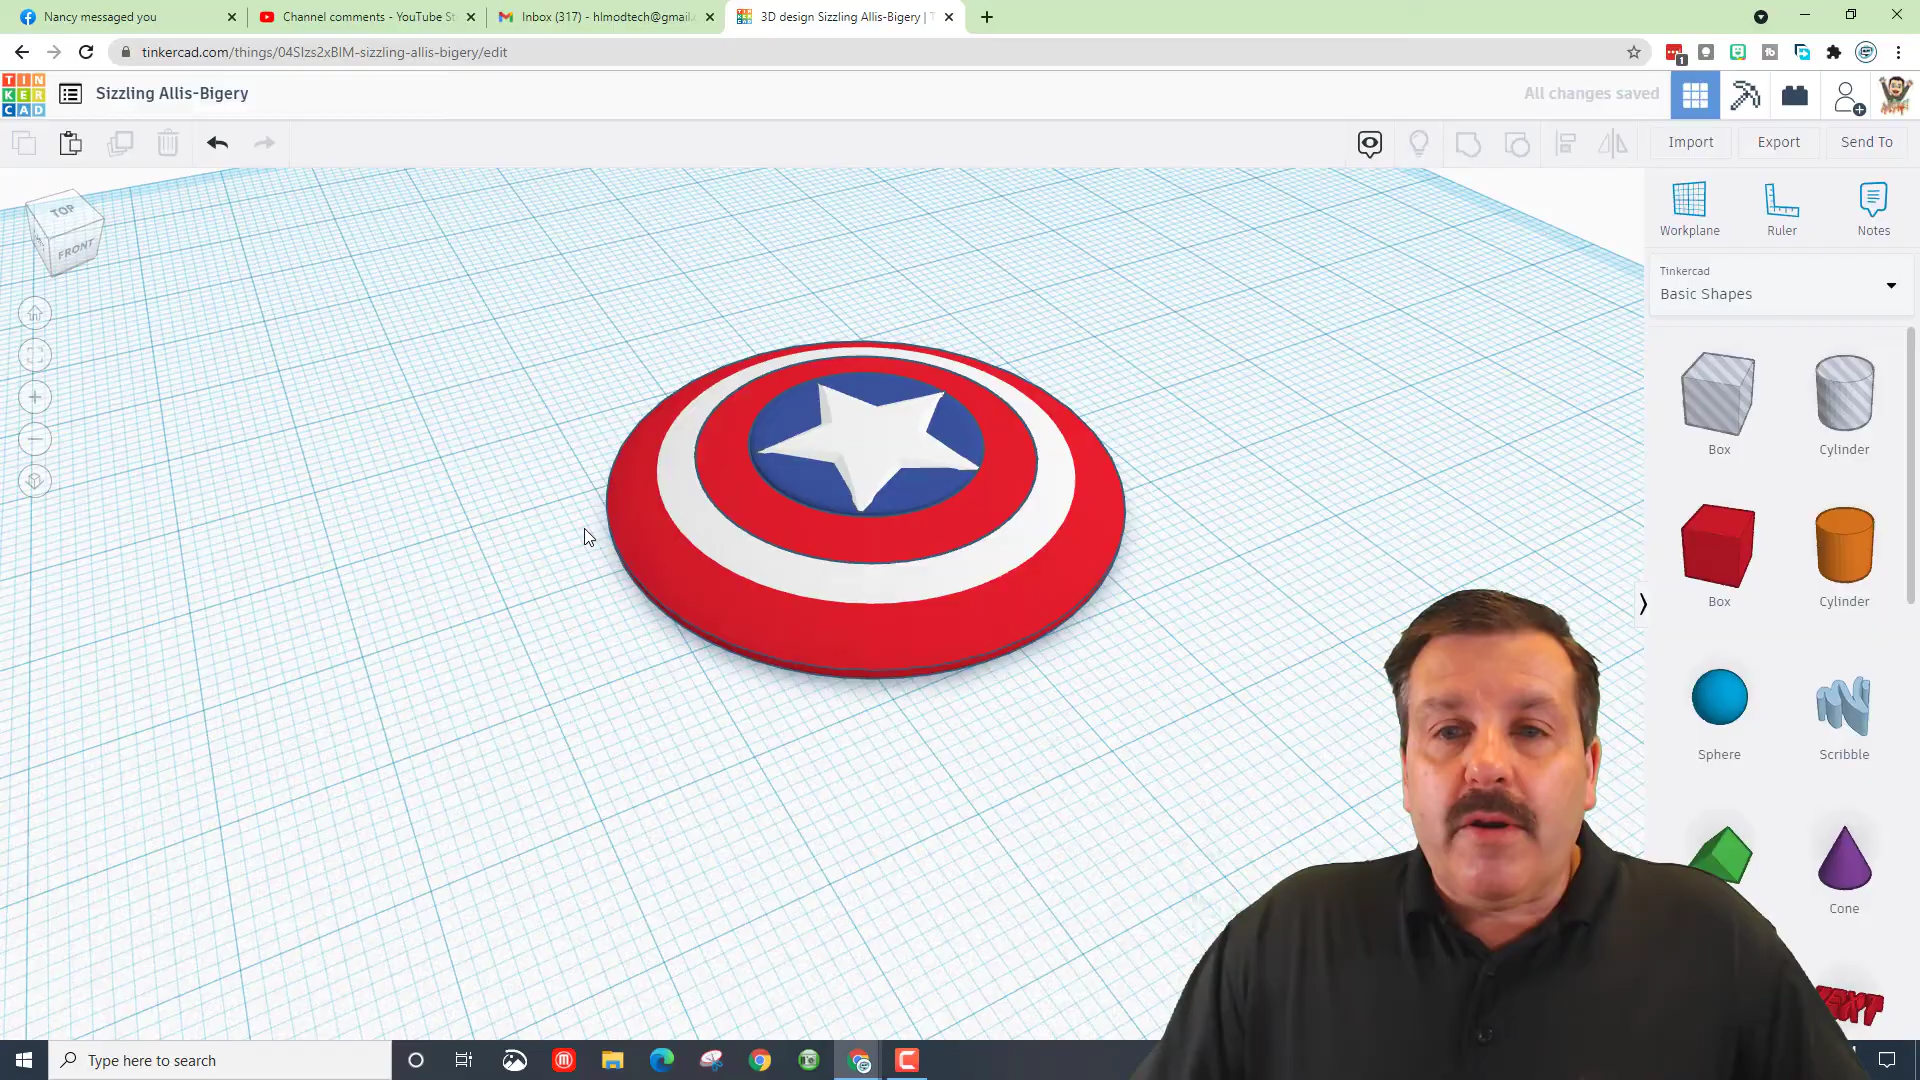 Nancy messaged you
Channel comments - YouTube St
Inbox (317) - hlmodtech@gmail.
3D design Sizzling Allis-Bigery | T
tinkercad.com/things/04SIzs2xBIM-sizzling-allis-bigery/edit
1
TIN
KER
CAD
Sizzling Allis-Bigery
All changes saved
Import
Export
Send To
TOP
FRONT
Workplane
Ruler
Notes
Tinkercad
Basic Shapes
Box
Cylinder
Box
Cylinder
Sphere
Scribble
Cone
TEXT
Type here to search